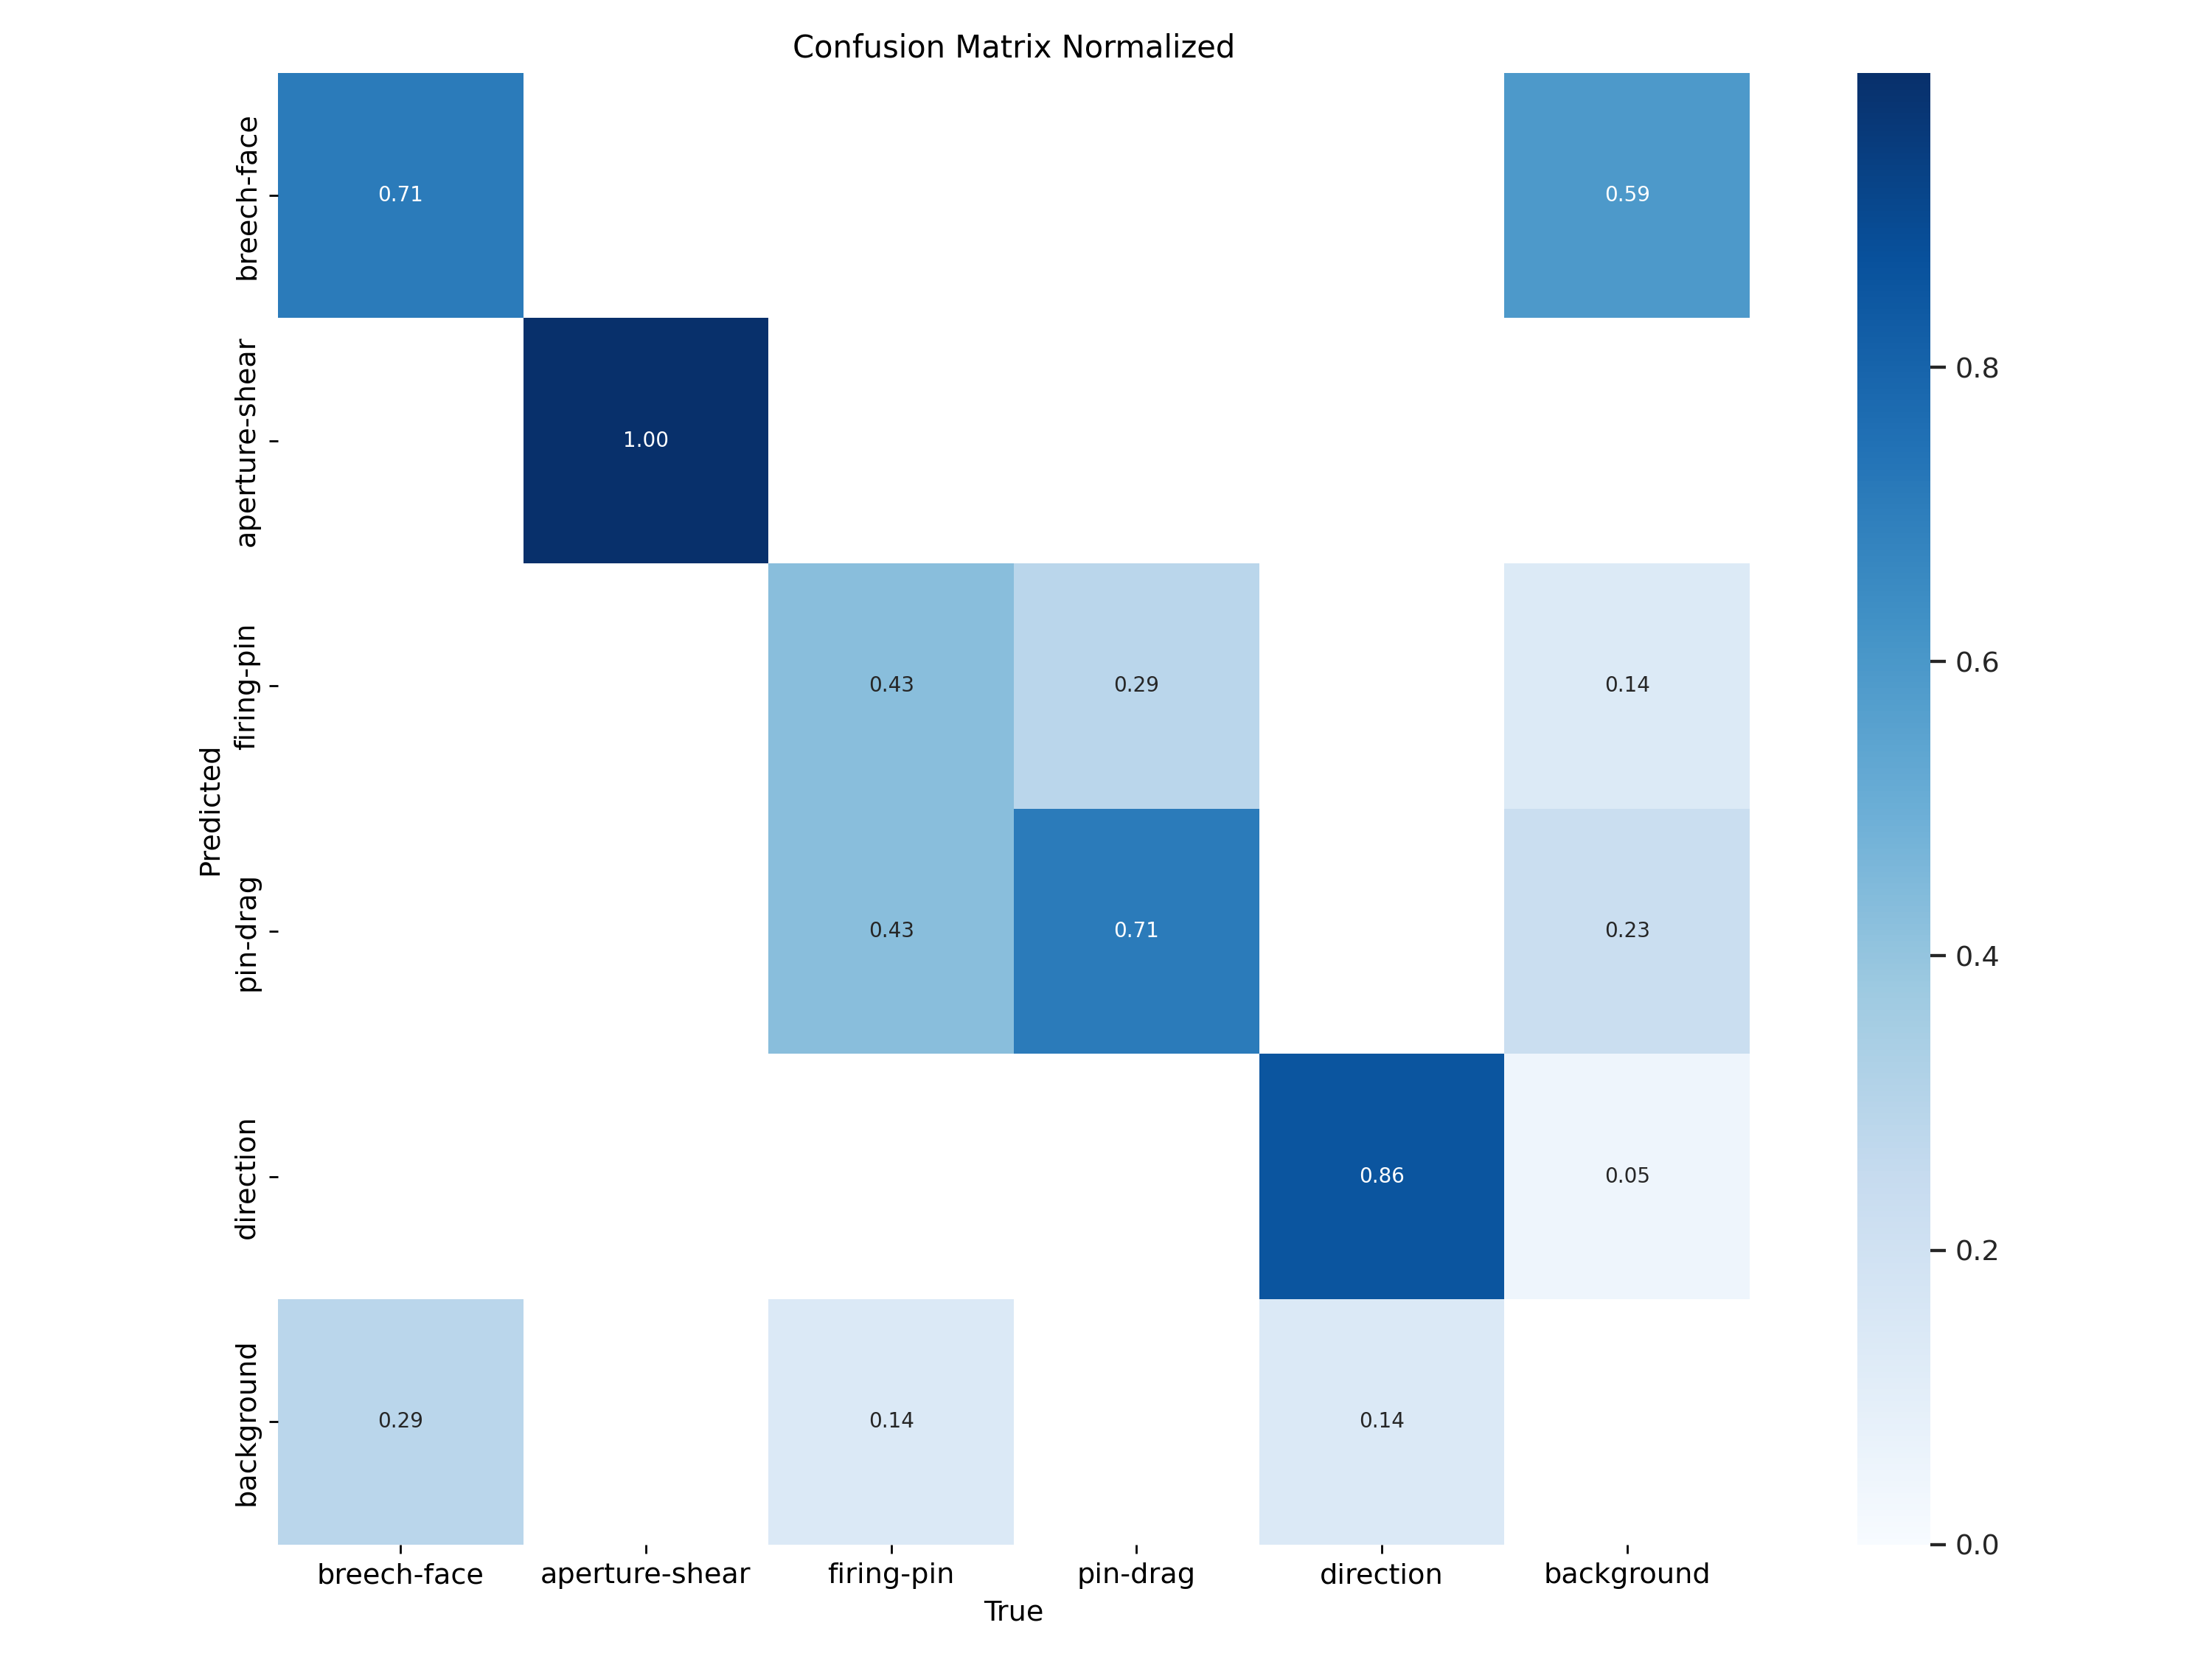 Confusion Matrix Normalized
breech-face
0.71
0.59
aperture-shear
1.00
firing-pin
0.43
0.29
0.14
pin-drag
0.43
0.71
0.23
direction
0.86
0.05
background
0.29
0.14
0.14
Predicted
breech-face
aperture-shear
firing-pin
pin-drag
direction
background
True
0.8
0.6
0.4
0.2
0.0